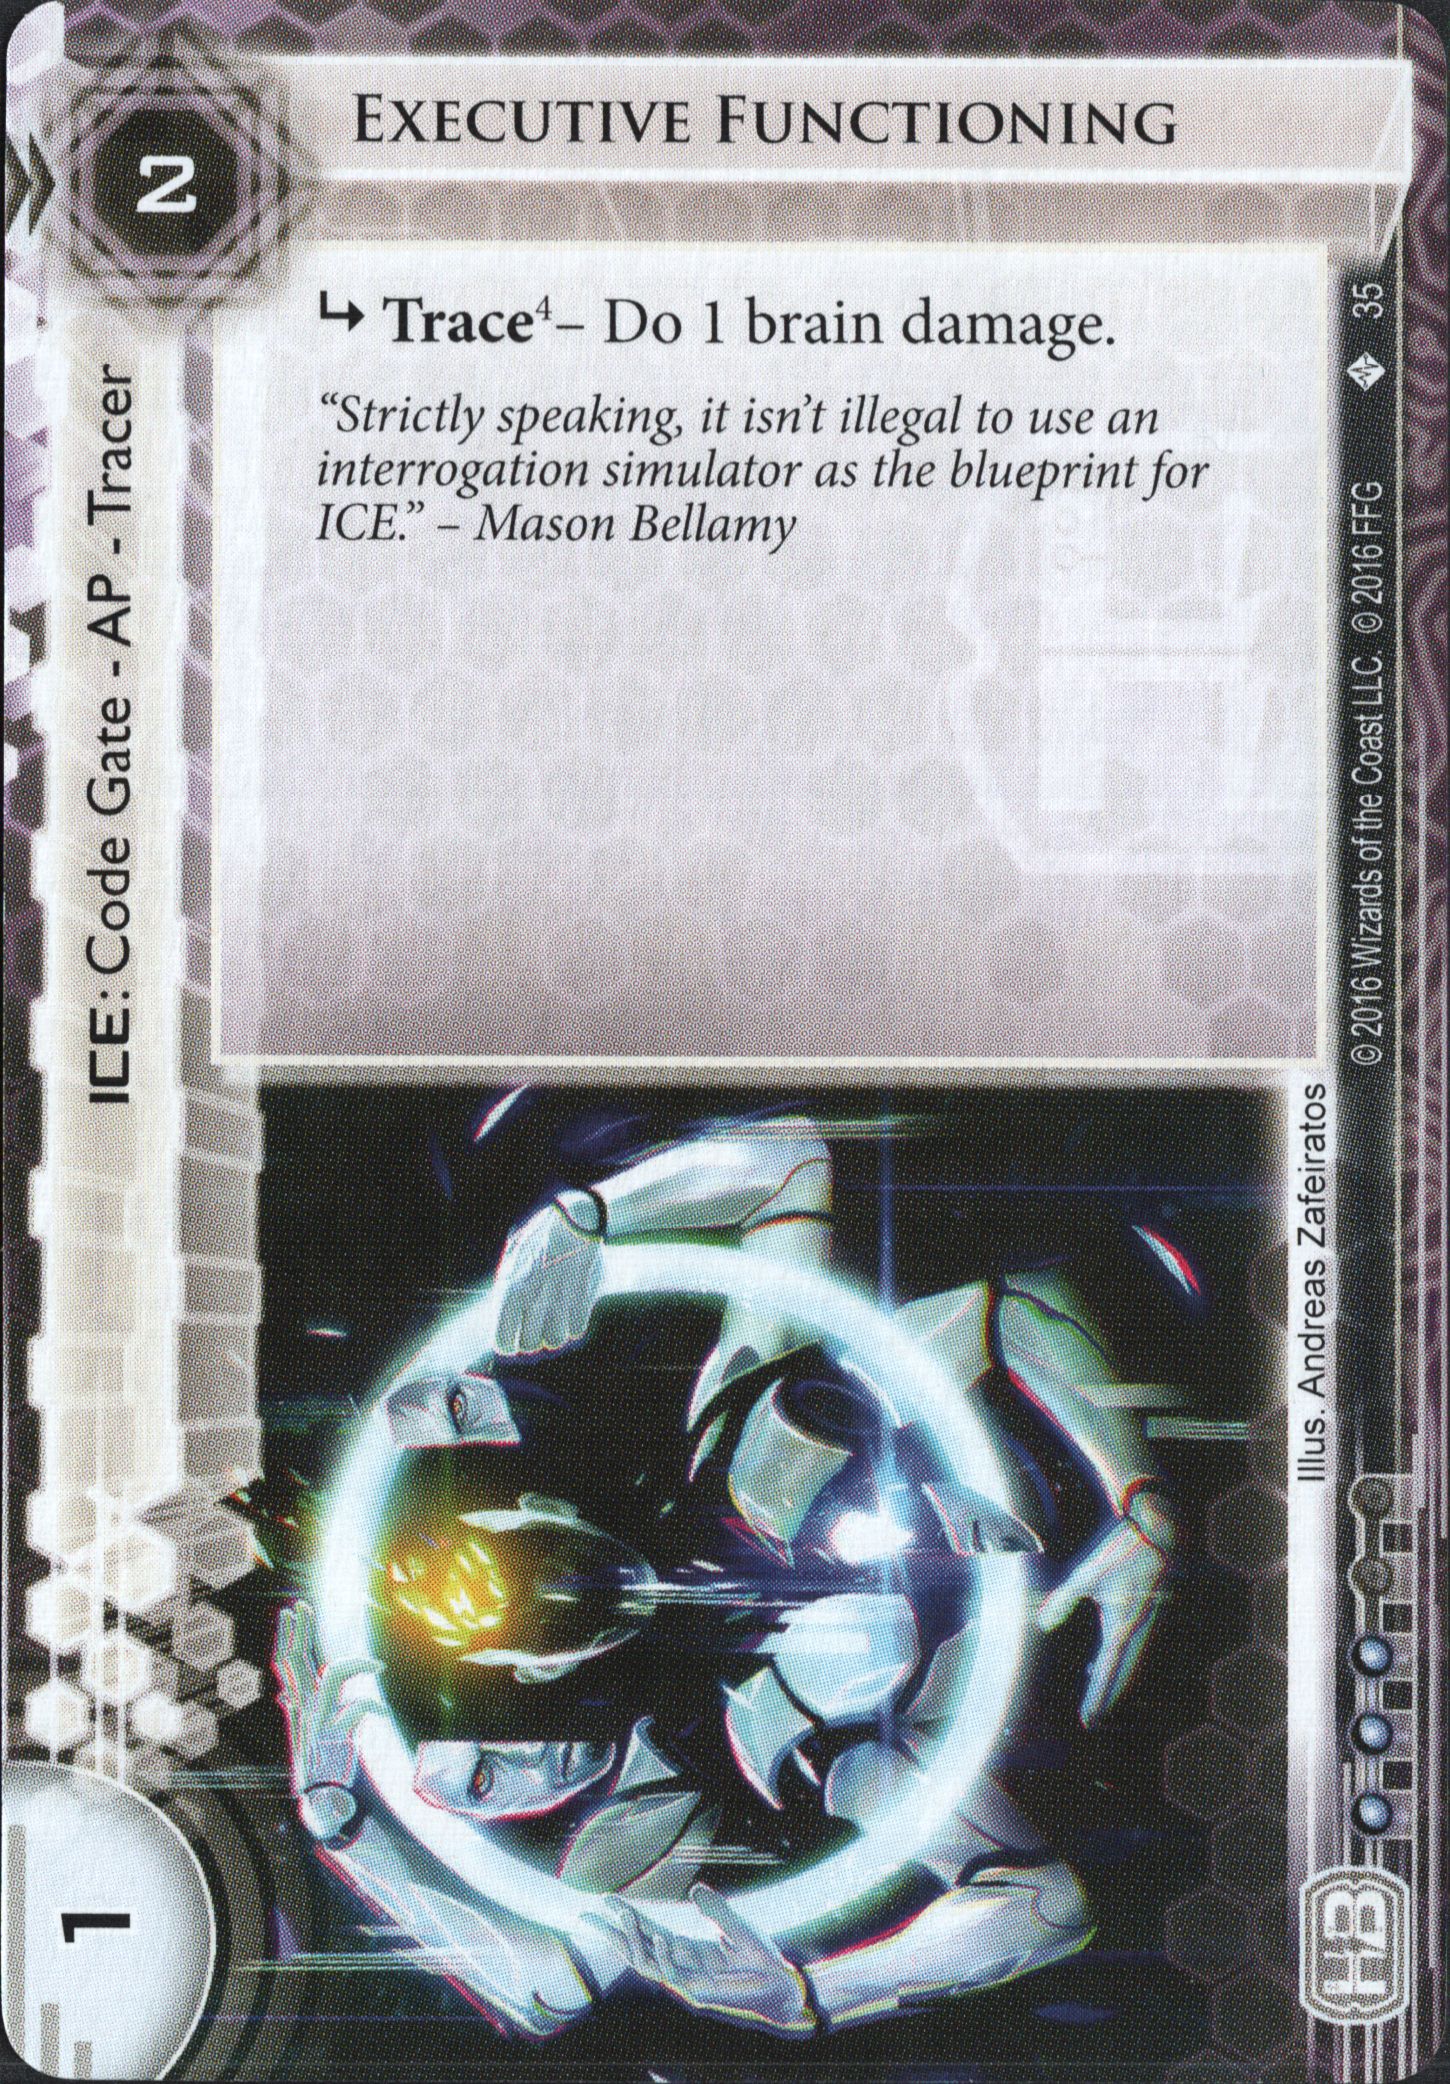 2
EXECUTIVE FUNCTIONING
↳ Trace⁴– Do 1 brain damage.
“Strictly speaking, it isn’t illegal to use an
interrogation simulator as the blueprint for
ICE.” – Mason Bellamy
ICE: Code Gate - AP - Tracer
1
Illus. Andreas Zafeiratos
© 2016 Wizards of the Coast LLC. © 2016 FFG
35
HB